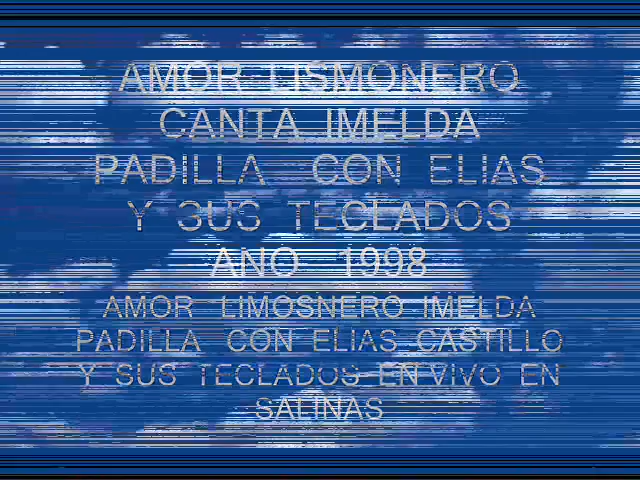 AMOR LISMONERO
CANTA IMELDA
PADILLA CON ELIAS
Y SUS TECLADOS
ANO 1998
AMOR LIMOSNERO IMELDA
PADILLA CON ELIAS CASTILLO
Y SUS TECLADOS EN VIVO EN
SALINAS